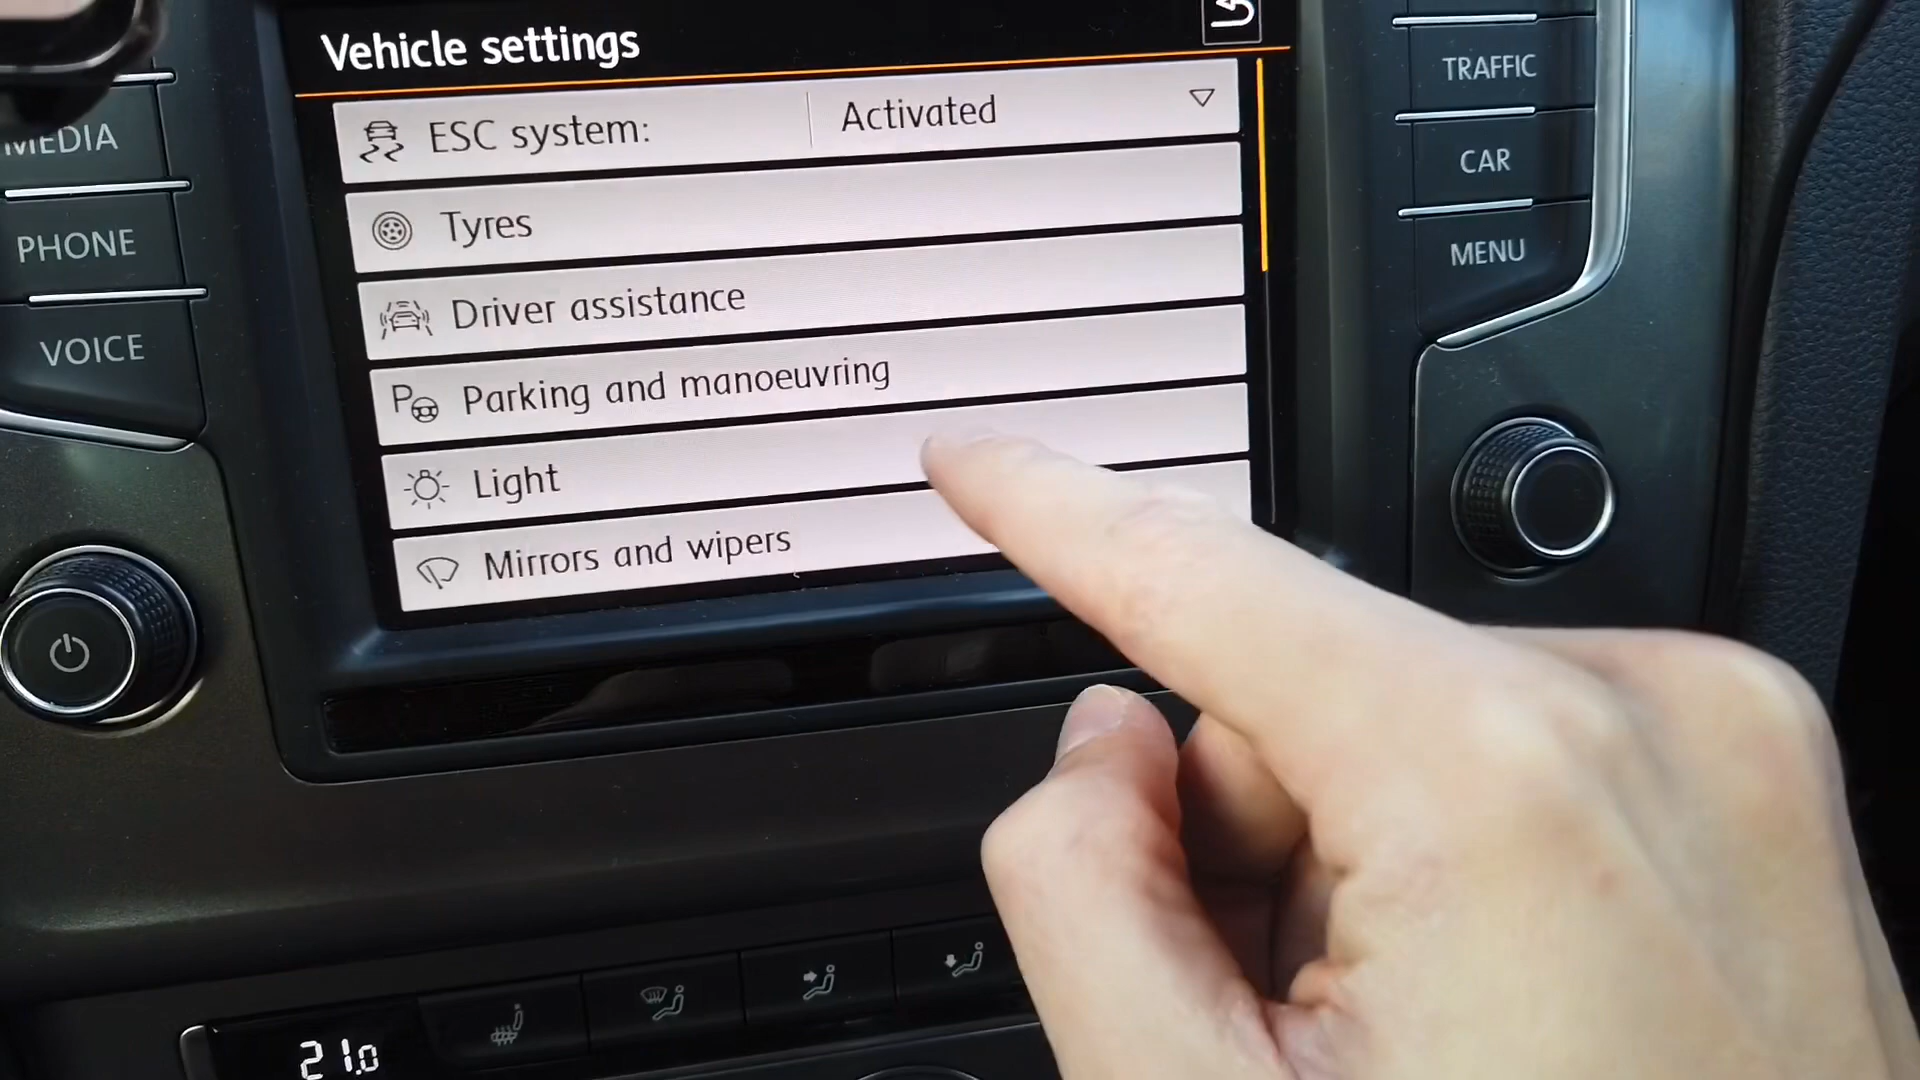 Vehicle settings
ESC system: Activated
Tyres
Driver assistance
Parking and manoeuvring
Light
Mirrors and wipers
MEDIA
PHONE
VOICE
TRAFFIC
CAR
MENU
21.0